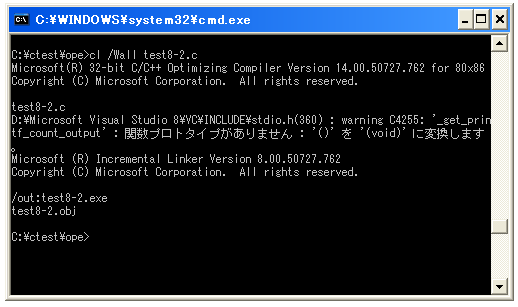 C:¥WINDOWS¥system32¥cmd.exe
C:¥ctest¥ope>cl /Wall test8-2.c
Microsoft(R) 32-bit C/C++ Optimizing Compiler Version 14.00.50727.762 for 80x86
Copyright (C) Microsoft Corporation.  All rights reserved.
test8-2.c
D:¥Microsoft Visual Studio 8¥VC¥INCLUDE¥stdio.h(360) : warning C4255: '_get_prin
tf_count_output' : 関数プロトタイプがありません : '()' を '(void)' に変換します
。
Microsoft (R) Incremental Linker Version 8.00.50727.762
Copyright (C) Microsoft Corporation.  All rights reserved.
/out:test8-2.exe
test8-2.obj
C:¥ctest¥ope>